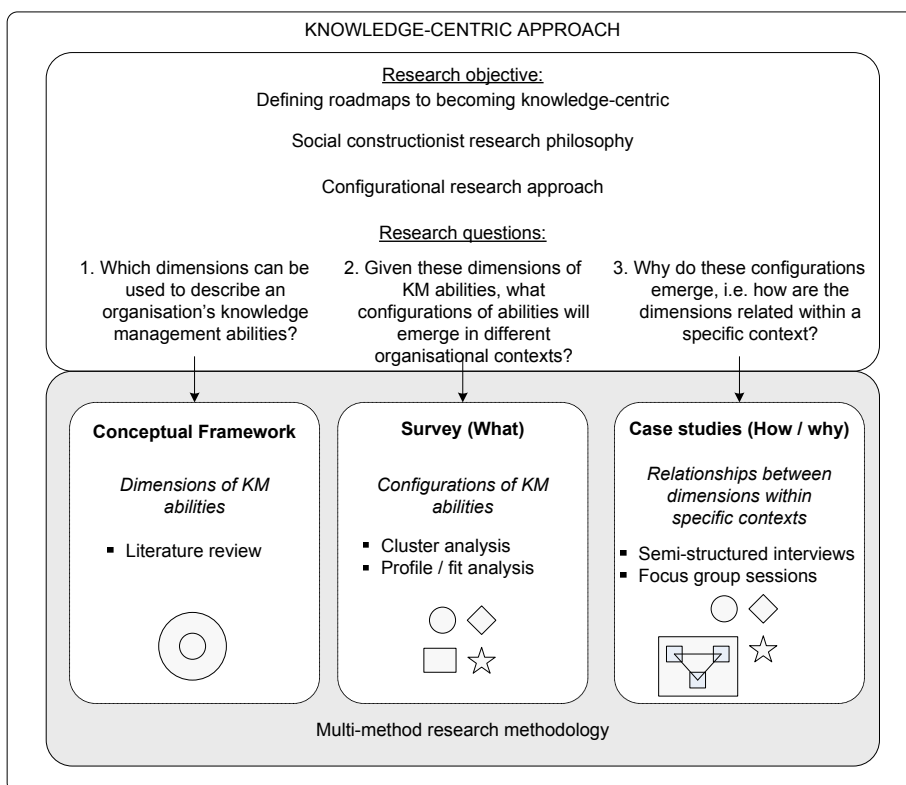 KNOWLEDGE-CENTRIC APPROACH
Research objective:
Defining roadmaps to becoming knowledge-centric
Social constructionist research philosophy
Configurational research approach
Research questions:
1. Which dimensions can be
used to describe an
organisation's knowledge
management abilities?
2. Given these dimensions of
KM abilities, what
configurations of abilities will
emerge in different
organisational contexts?
3. Why do these configurations
emerge, i.e. how are the
dimensions related within a
specific context?
Conceptual Framework
Dimensions of KM
abilities
▪ Literature review
Survey (What)
Configurations of KM
abilities
▪ Cluster analysis
▪ Profile / fit analysis
Case studies (How / why)
Relationships between
dimensions within
specific contexts
▪ Semi-structured interviews
▪ Focus group sessions
Multi-method research methodology